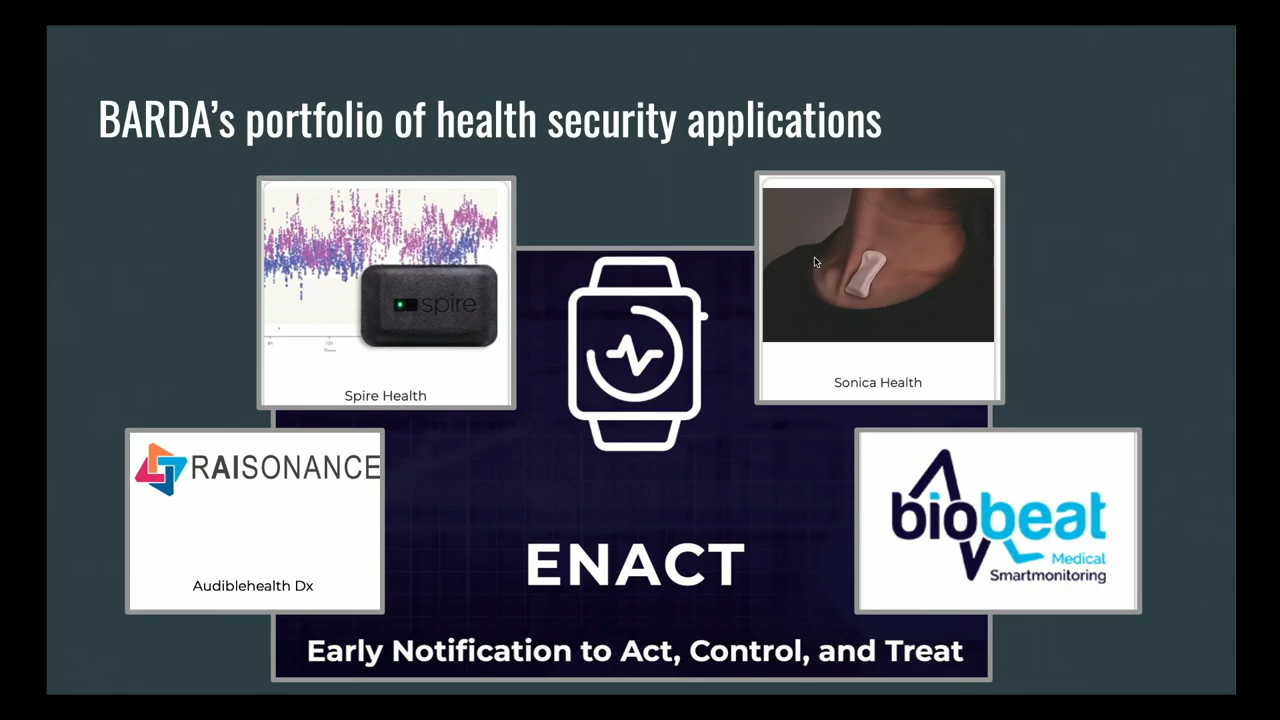 BARDA's portfolio of health security applications
spire
Spire Health
Sonica Health
RAISONANCE
Audiblehealth Dx
biobeat
Medical
Smartmonitoring
ENACT
Early Notification to Act, Control, and Treat